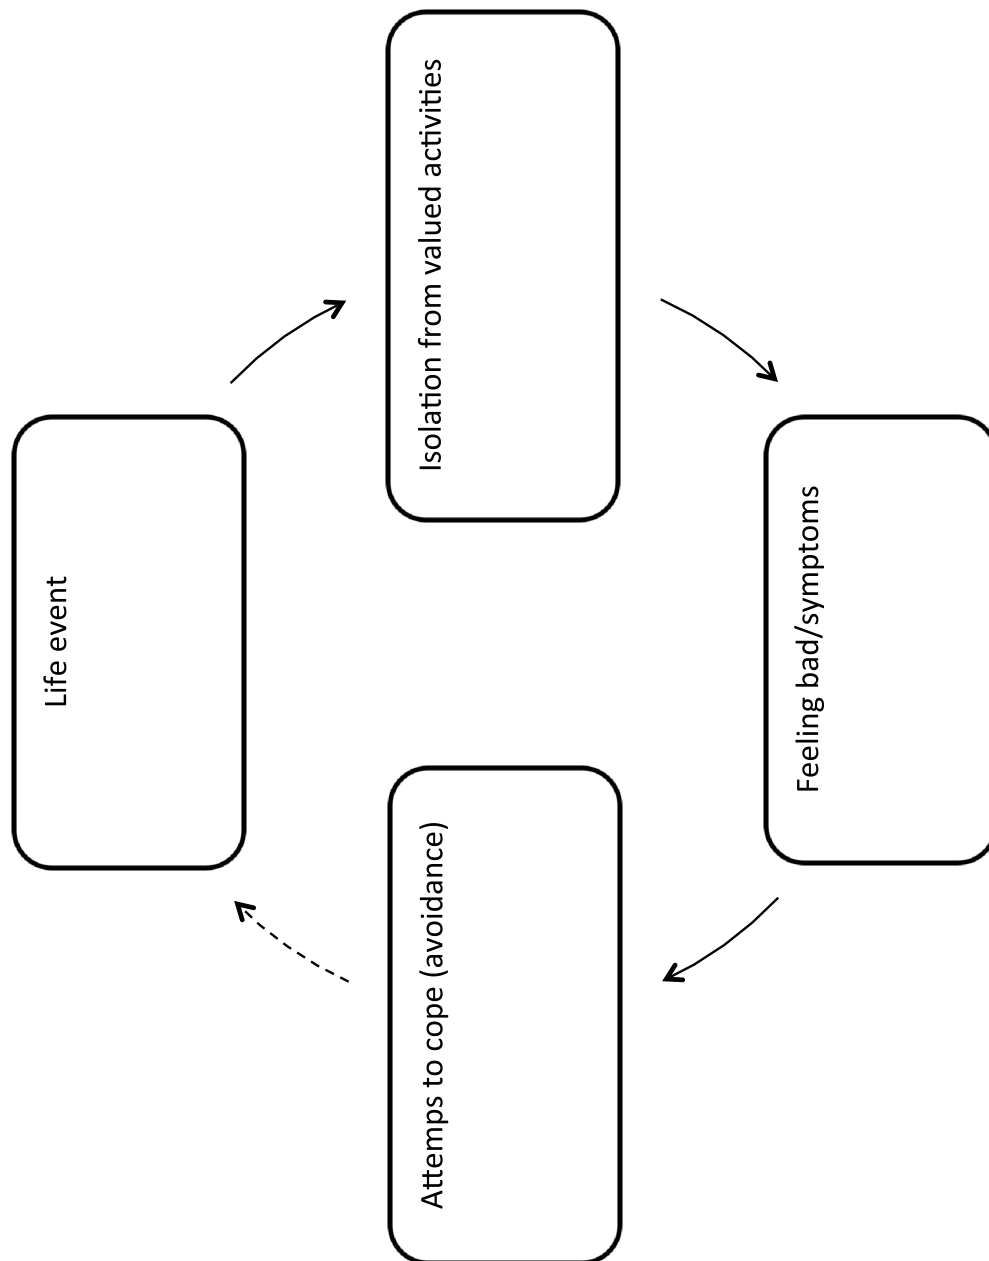 Life event
Isolation from valued activities
Feeling bad/symptoms
Attemps to cope (avoidance)